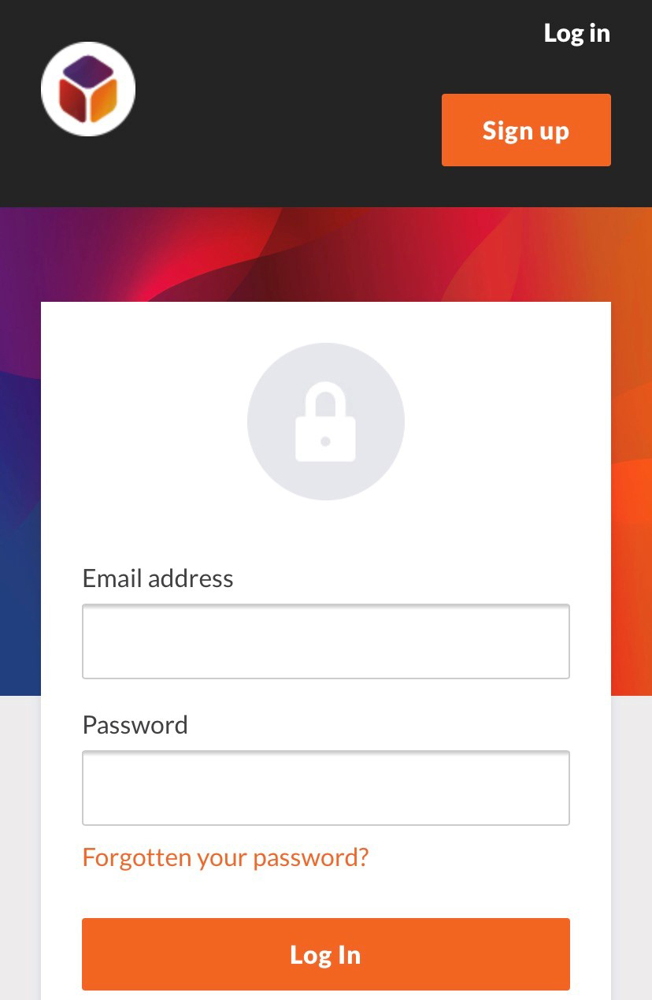 Log in
Sign up
Email address
Password
Forgotten your password?
Log In